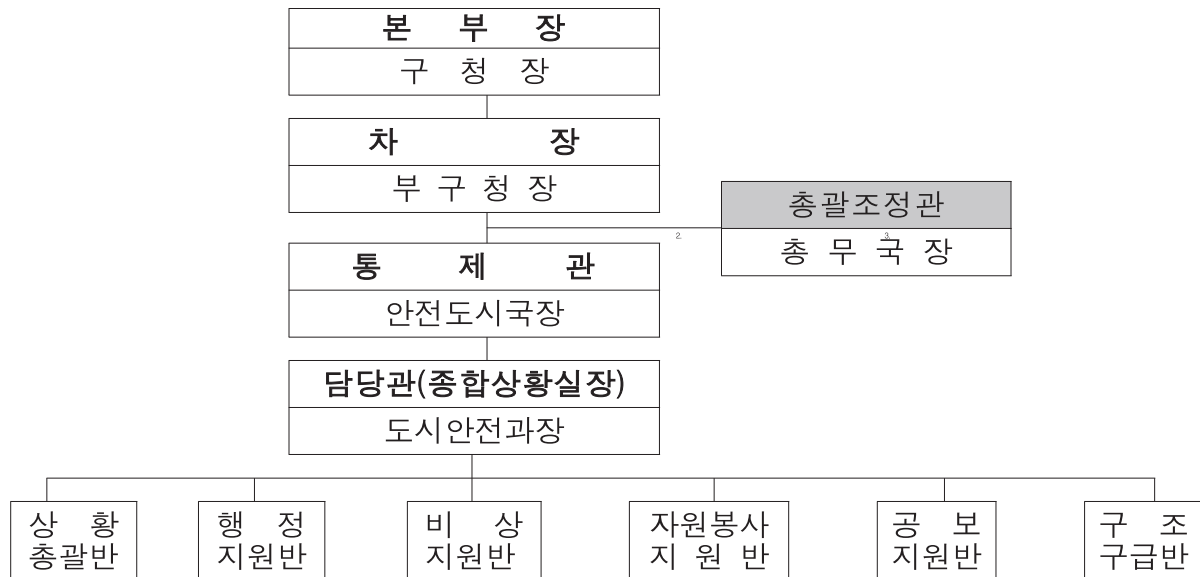 본 부 장
구 청 장
차 장
부 구 청 장
총괄조정관
2.
3.
총 무 국 장
통 제 관
안전도시국장
담당관(종합상황실장)
도시안전과장
상 황
총괄반
행 정
지원반
비 상
지원반
자원봉사
지 원 반
공 보
지원반
구 조
구급반